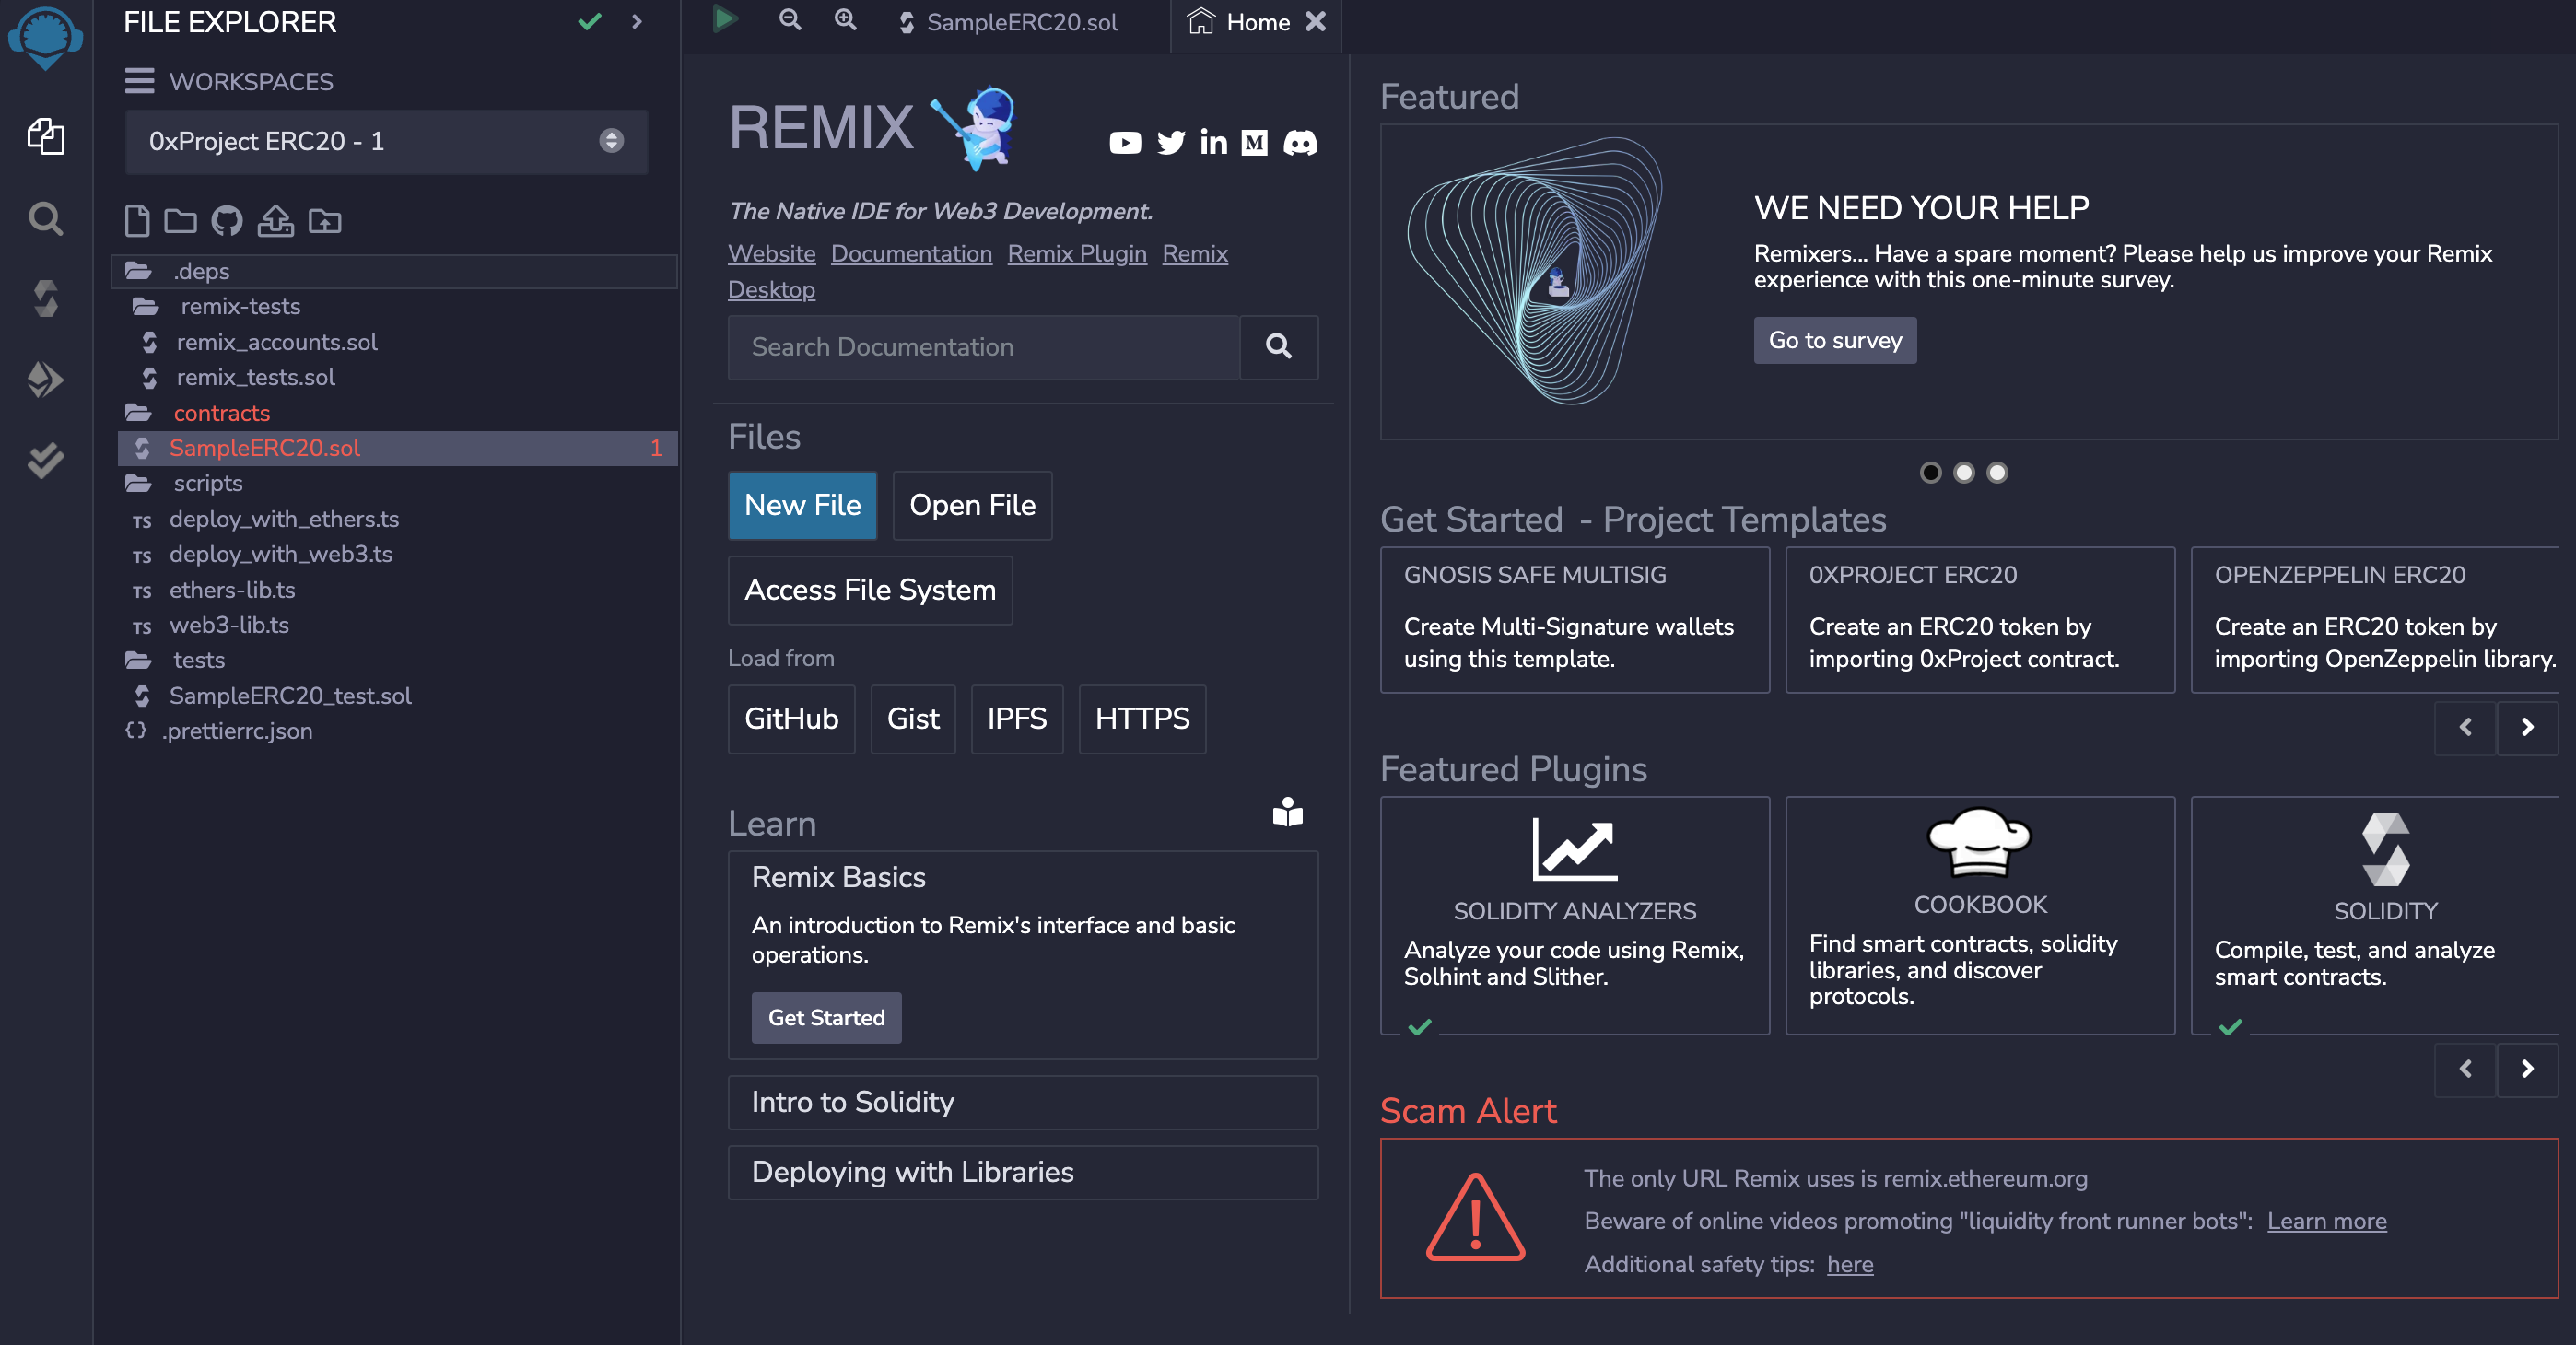 FILE EXPLORER
WORKSPACES
0xProject ERC20 - 1
.deps
remix-tests
remix_accounts.sol
remix_tests.sol
contracts
SampleERC20.sol 1
scripts
TS deploy_with_ethers.ts
TS deploy_with_web3.ts
TS ethers-lib.ts
TS web3-lib.ts
tests
SampleERC20_test.sol
{} .prettierrc.json
SampleERC20.sol
Home
REMIX
The Native IDE for Web3 Development.
Website Documentation Remix Plugin Remix
Desktop
Search Documentation
Files
New File Open File
Access File System
Load from
GitHub Gist IPFS HTTPS
Learn
Remix Basics
An introduction to Remix's interface and basic
operations.
Get Started
Intro to Solidity
Deploying with Libraries
Featured
WE NEED YOUR HELP
Remixers... Have a spare moment? Please help us improve your Remix
experience with this one-minute survey.
Go to survey
Get Started - Project Templates
GNOSIS SAFE MULTISIG
Create Multi-Signature wallets
using this template.
0XPROJECT ERC20
Create an ERC20 token by
importing 0xProject contract.
OPENZEPPELIN ERC20
Create an ERC20 token by
importing OpenZeppelin library.
Featured Plugins
SOLIDITY ANALYZERS
Analyze your code using Remix,
Solhint and Slither.
COOKBOOK
Find smart contracts, solidity
libraries, and discover
protocols.
SOLIDITY
Compile, test, and analyze
smart contracts.
Scam Alert
The only URL Remix uses is remix.ethereum.org
Beware of online videos promoting "liquidity front runner bots": Learn more
Additional safety tips: here